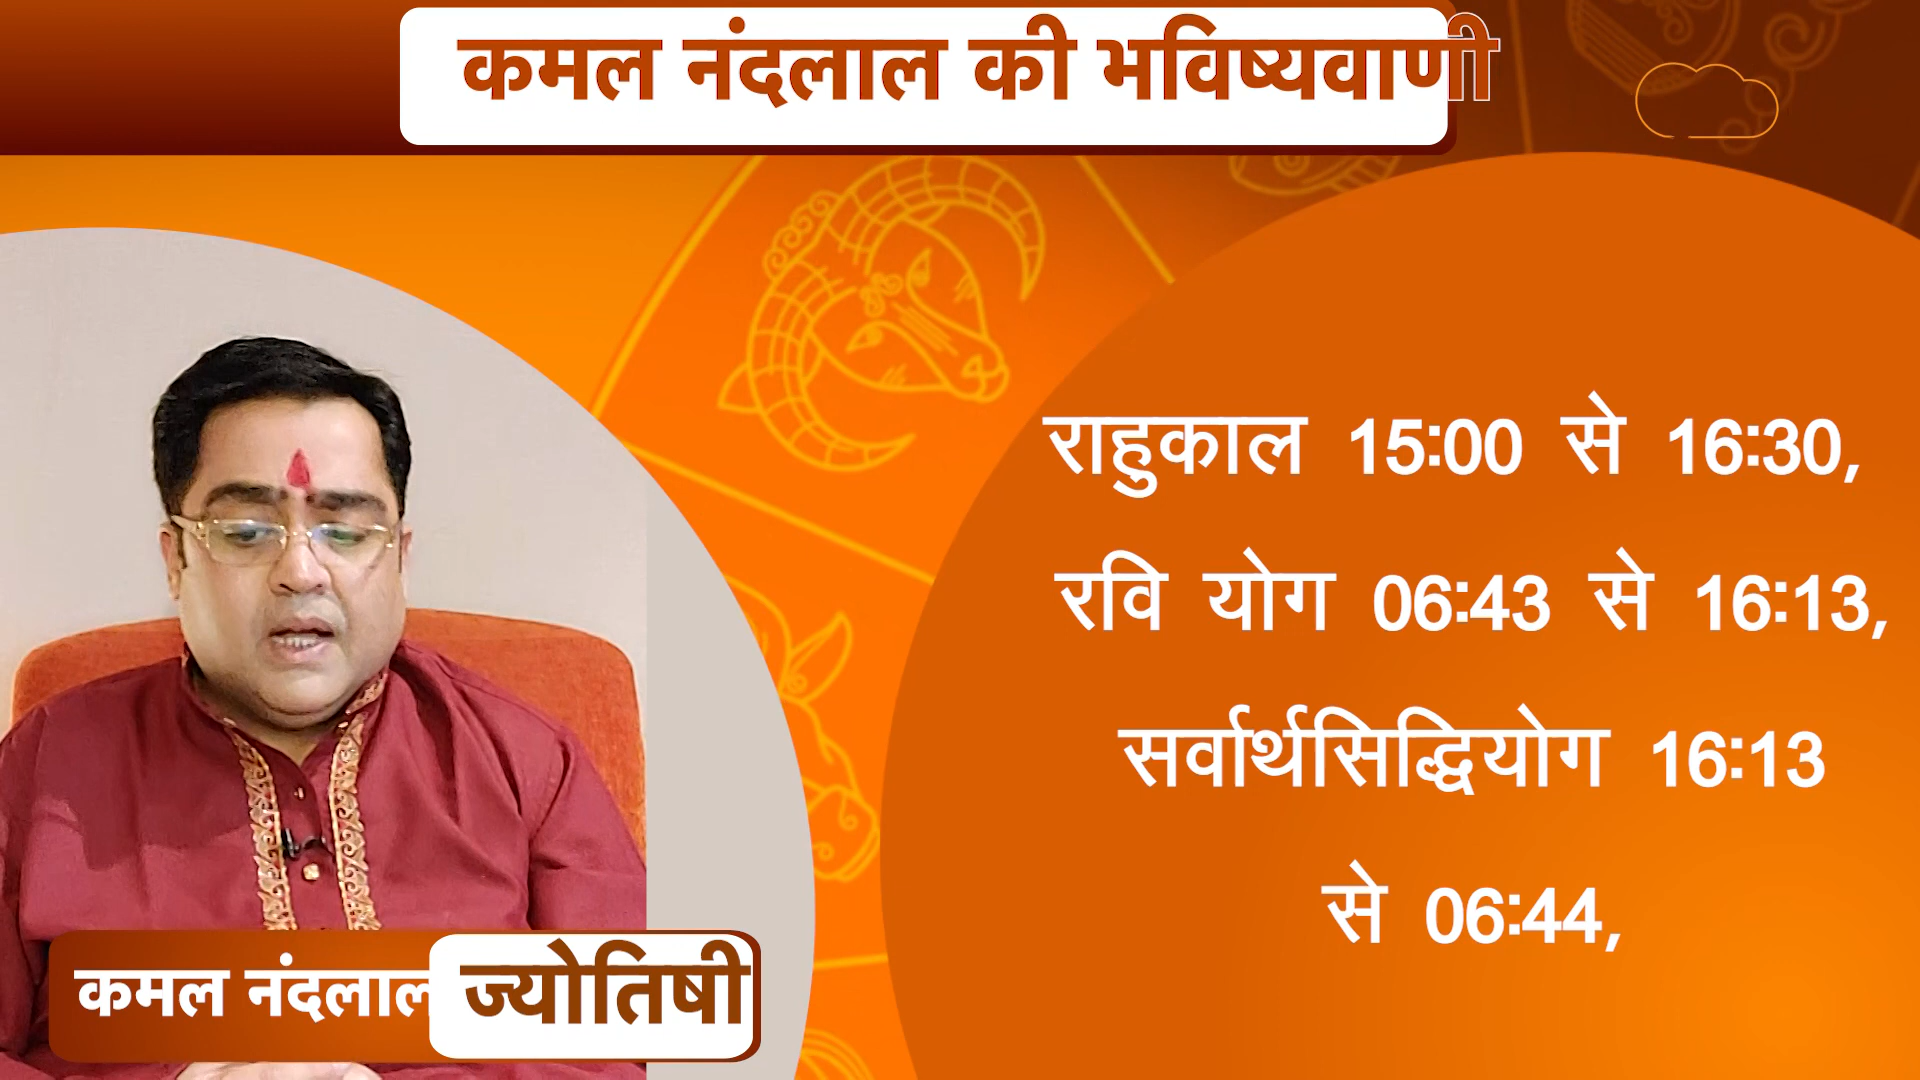 कमल नंदलाल की भविष्यवाणी
राहुकाल 15:00 से 16:30,
रवि योग 06:43 से 16:13,
सर्वार्थसिद्धियोग 16:13
से 06:44,
कमल नंदलाल ज्योतिषी